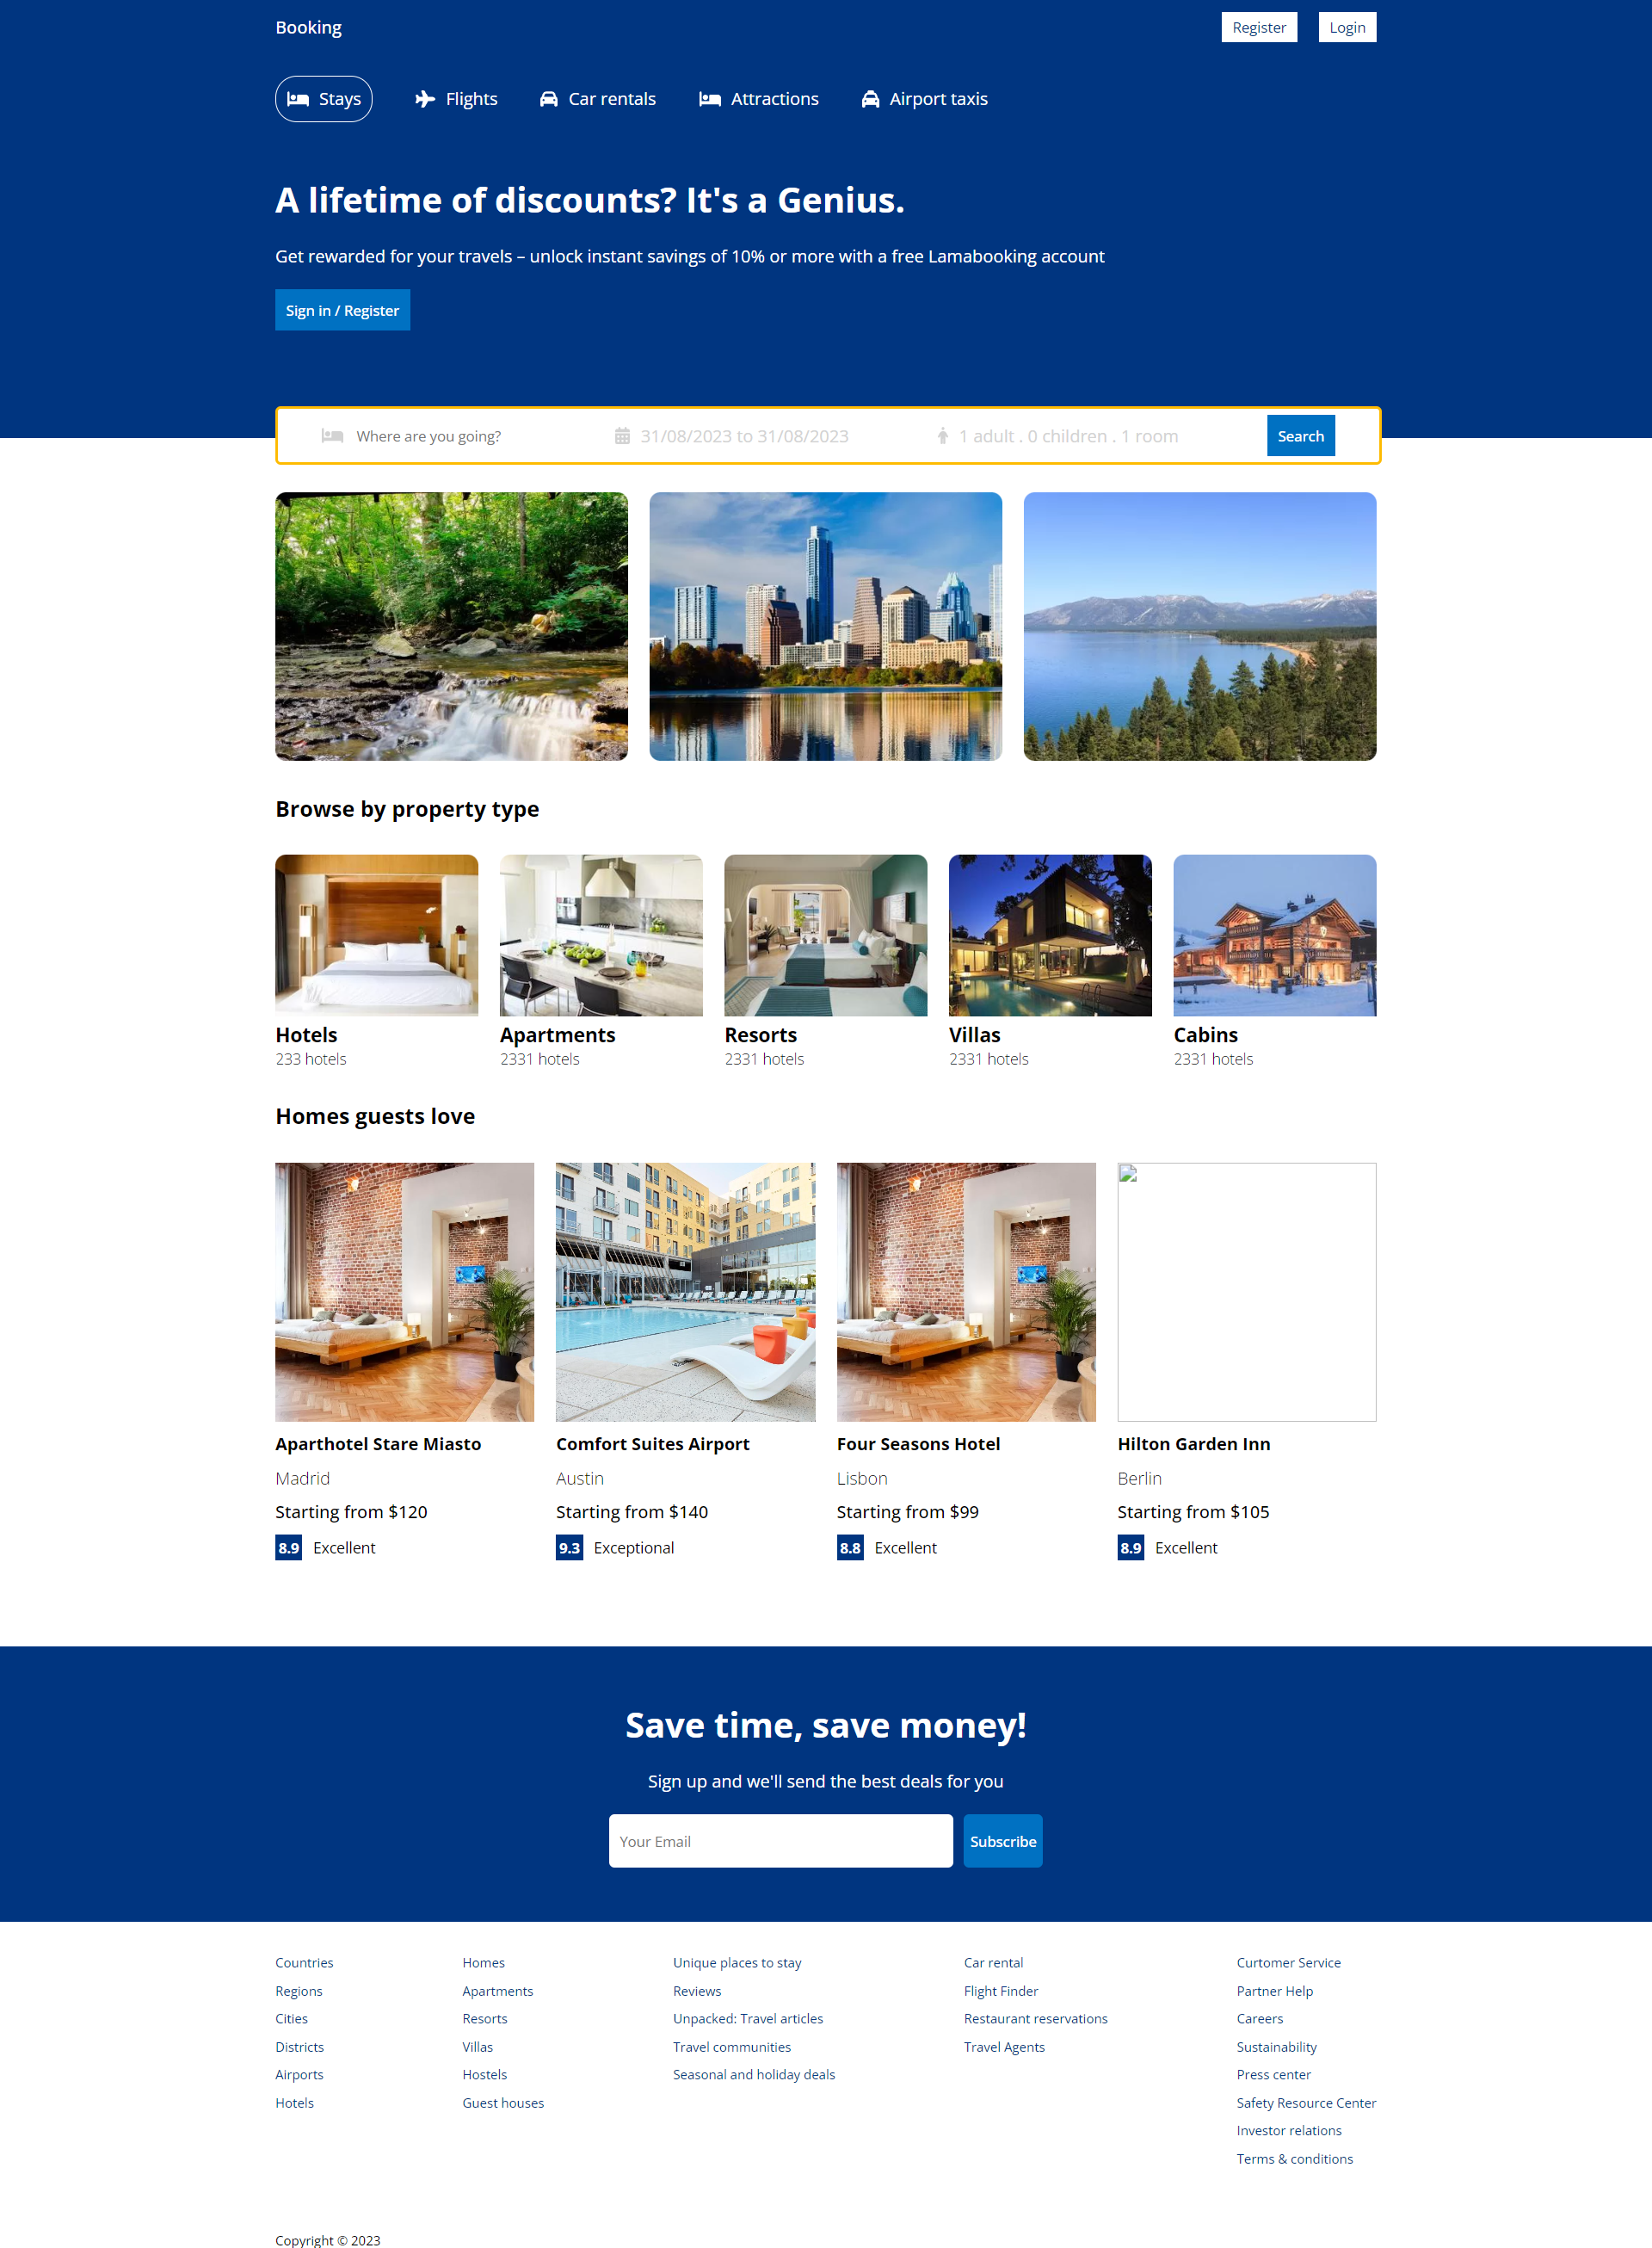 Booking
Register
Login
Stays
Flights
Car rentals
Attractions
Airport taxis
A lifetime of discounts? It's a Genius.
Get rewarded for your travels – unlock instant savings of 10% or more with a free Lamabooking account
Sign in / Register
Where are you going?
31/08/2023 to 31/08/2023
1 adult . 0 children . 1 room
Search
Browse by property type
Hotels
233 hotels
Apartments
2331 hotels
Resorts
2331 hotels
Villas
2331 hotels
Cabins
2331 hotels
Homes guests love
Aparthotel Stare Miasto
Madrid
Starting from $120
8.9 Excellent
Comfort Suites Airport
Austin
Starting from $140
9.3 Exceptional
Four Seasons Hotel
Lisbon
Starting from $99
8.8 Excellent
Hilton Garden Inn
Berlin
Starting from $105
8.9 Excellent
Save time, save money!
Sign up and we'll send the best deals for you
Your Email
Subscribe
Countries
Regions
Cities
Districts
Airports
Hotels
Homes
Apartments
Resorts
Villas
Hostels
Guest houses
Unique places to stay
Reviews
Unpacked: Travel articles
Travel communities
Seasonal and holiday deals
Car rental
Flight Finder
Restaurant reservations
Travel Agents
Curtomer Service
Partner Help
Careers
Sustainability
Press center
Safety Resource Center
Investor relations
Terms & conditions
Copyright © 2023